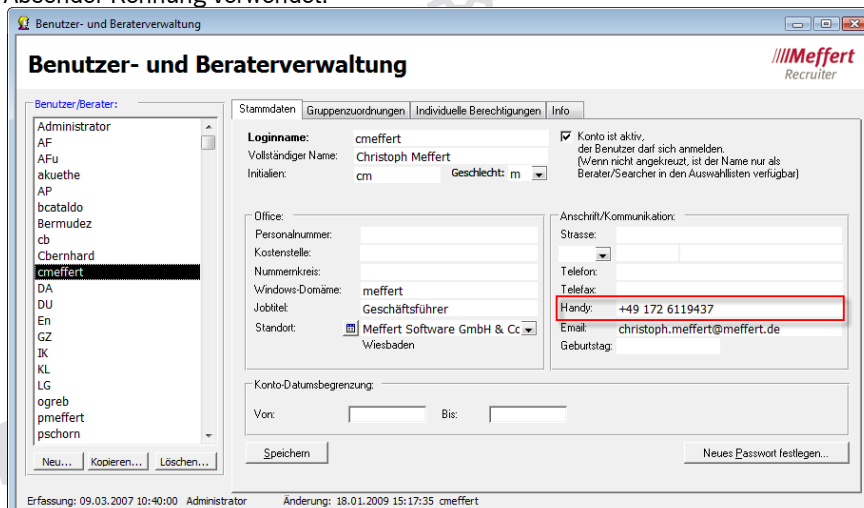 Absender-Kennung verwendet.
Benutzer- und Beraterverwaltung
Benutzer- und Beraterverwaltung
////Meffert
Recruiter
Benutzer/Berater:
Administrator
AF
AFu
akuethe
AP
bcataldo
Bermudez
cb
Cbernhard
cmeffert
DA
DU
En
GZ
IK
KL
LG
ogreb
pmeffert
pschorn
Neu... Kopieren... Löschen...
Stammdaten Gruppenzuordnungen Individuelle Berechtigungen Info
Loginname: cmeffert
Vollständiger Name: Christoph Meffert
Initialen: cm Geschlecht: m
Konto ist aktiv,
der Benutzer darf sich anmelden.
(Wenn nicht angekreuzt, ist der Name nur als
Berater/Searcher in den Auswahllisten verfügbar)
Office:
Personalnummer:
Kostenstelle:
Nummernkreis:
Windows-Domäne: meffert
Jobtitel: Geschäftsführer
Standort: Meffert Software GmbH & Cc
Wiesbaden
Anschrift/Kommunikation:
Strasse:
Telefon:
Telefax:
Handy: +49 172 6119437
Email: christoph.meffert@meffert.de
Geburtstag:
Konto-Datumsbegrenzung:
Von: Bis:
Speichern Neues Passwort festlegen...
Erfassung: 09.03.2007 10:40:00 Administrator Änderung: 18.01.2009 15:17:35 cmeffert